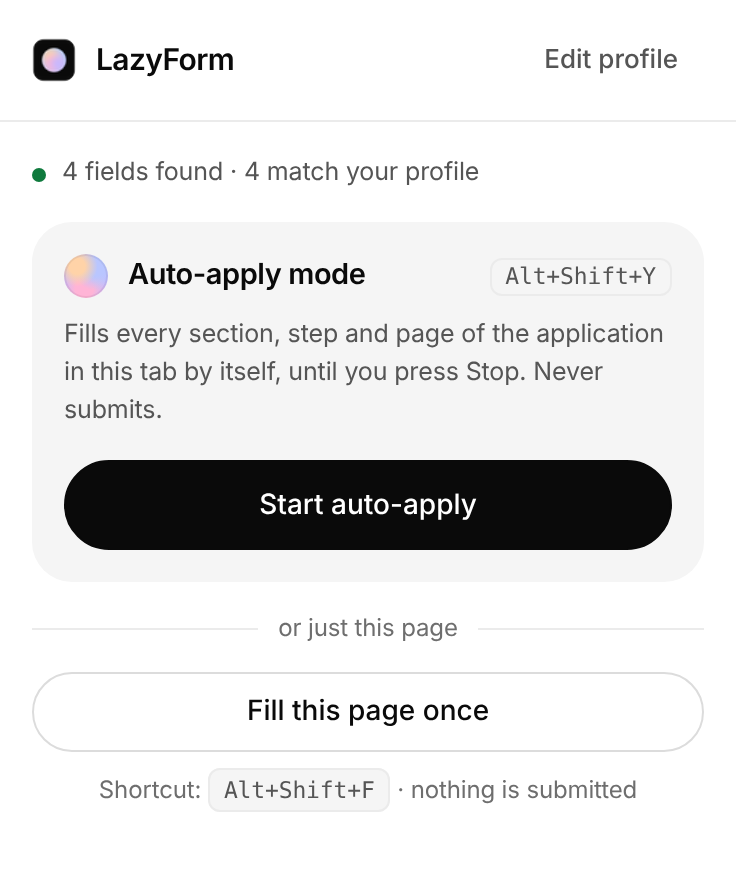 LazyForm
Edit profile
4 fields found · 4 match your profile
Auto-apply mode
Alt+Shift+Y
Fills every section, step and page of the application
in this tab by itself, until you press Stop. Never
submits.
Start auto-apply
or just this page
Fill this page once
Shortcut: Alt+Shift+F · nothing is submitted